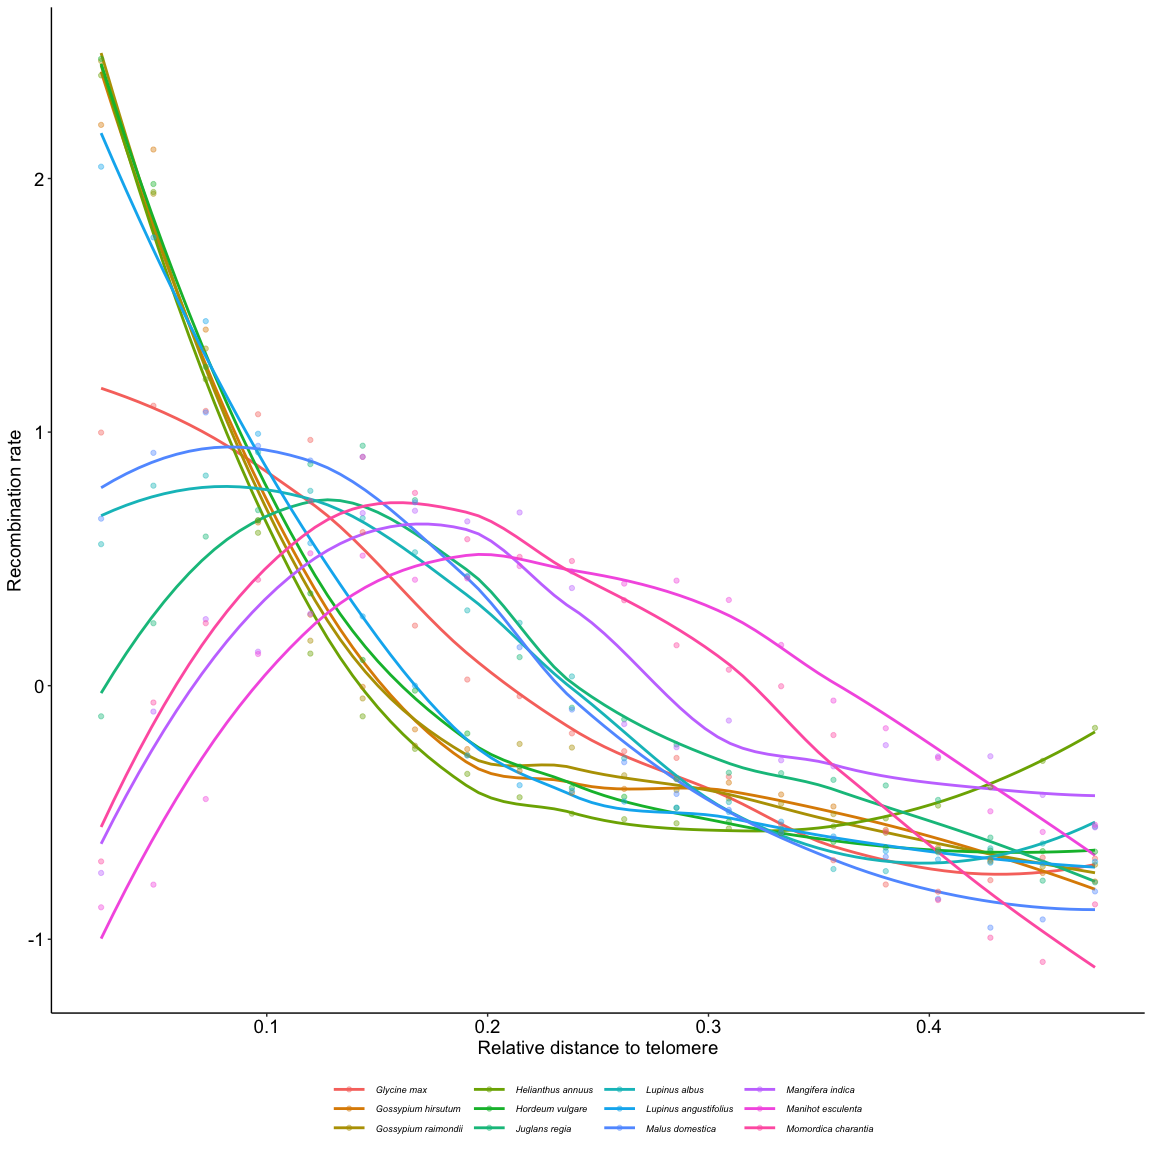 2
1
0
-1
Recombination rate
0.1 0.2 0.3 0.4
Relative distance to telomere
Glycine max Helianthus annuus Lupinus albus Mangifera indica
Gossypium hirsutum Hordeum vulgare Lupinus angustifolius Manihot esculenta
Gossypium raimondii Juglans regia Malus domestica Momordica charantia